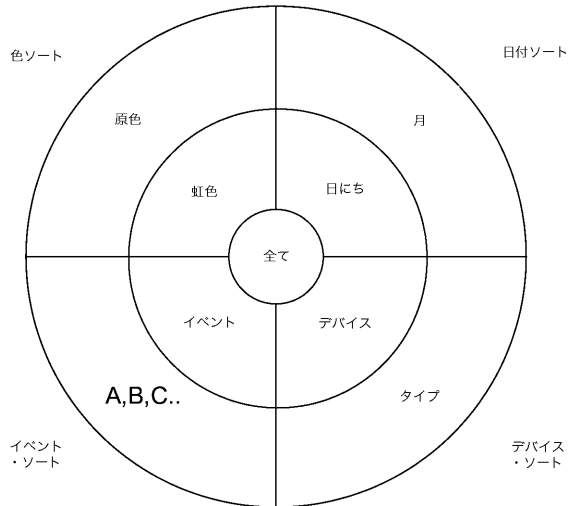 色ソート
日付ソート
原色
月
虹色
日にち
全て
イベント
デバイス
A,B,C..
タイプ
イベント
・ソート
デバイス
・ソート